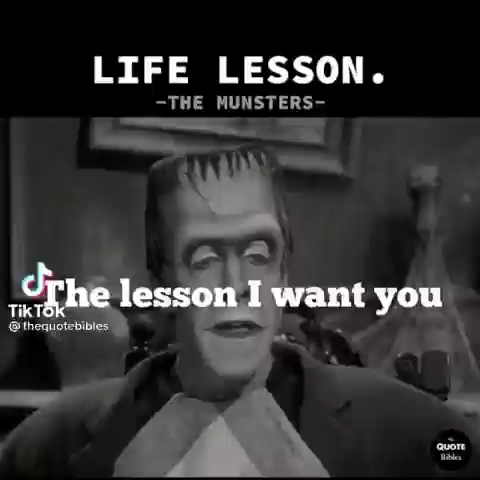 LIFE LESSON.
-THE MUNSTERS-
The lesson I want you
TikTok
@thequotebibles
QUOTE
Bibles